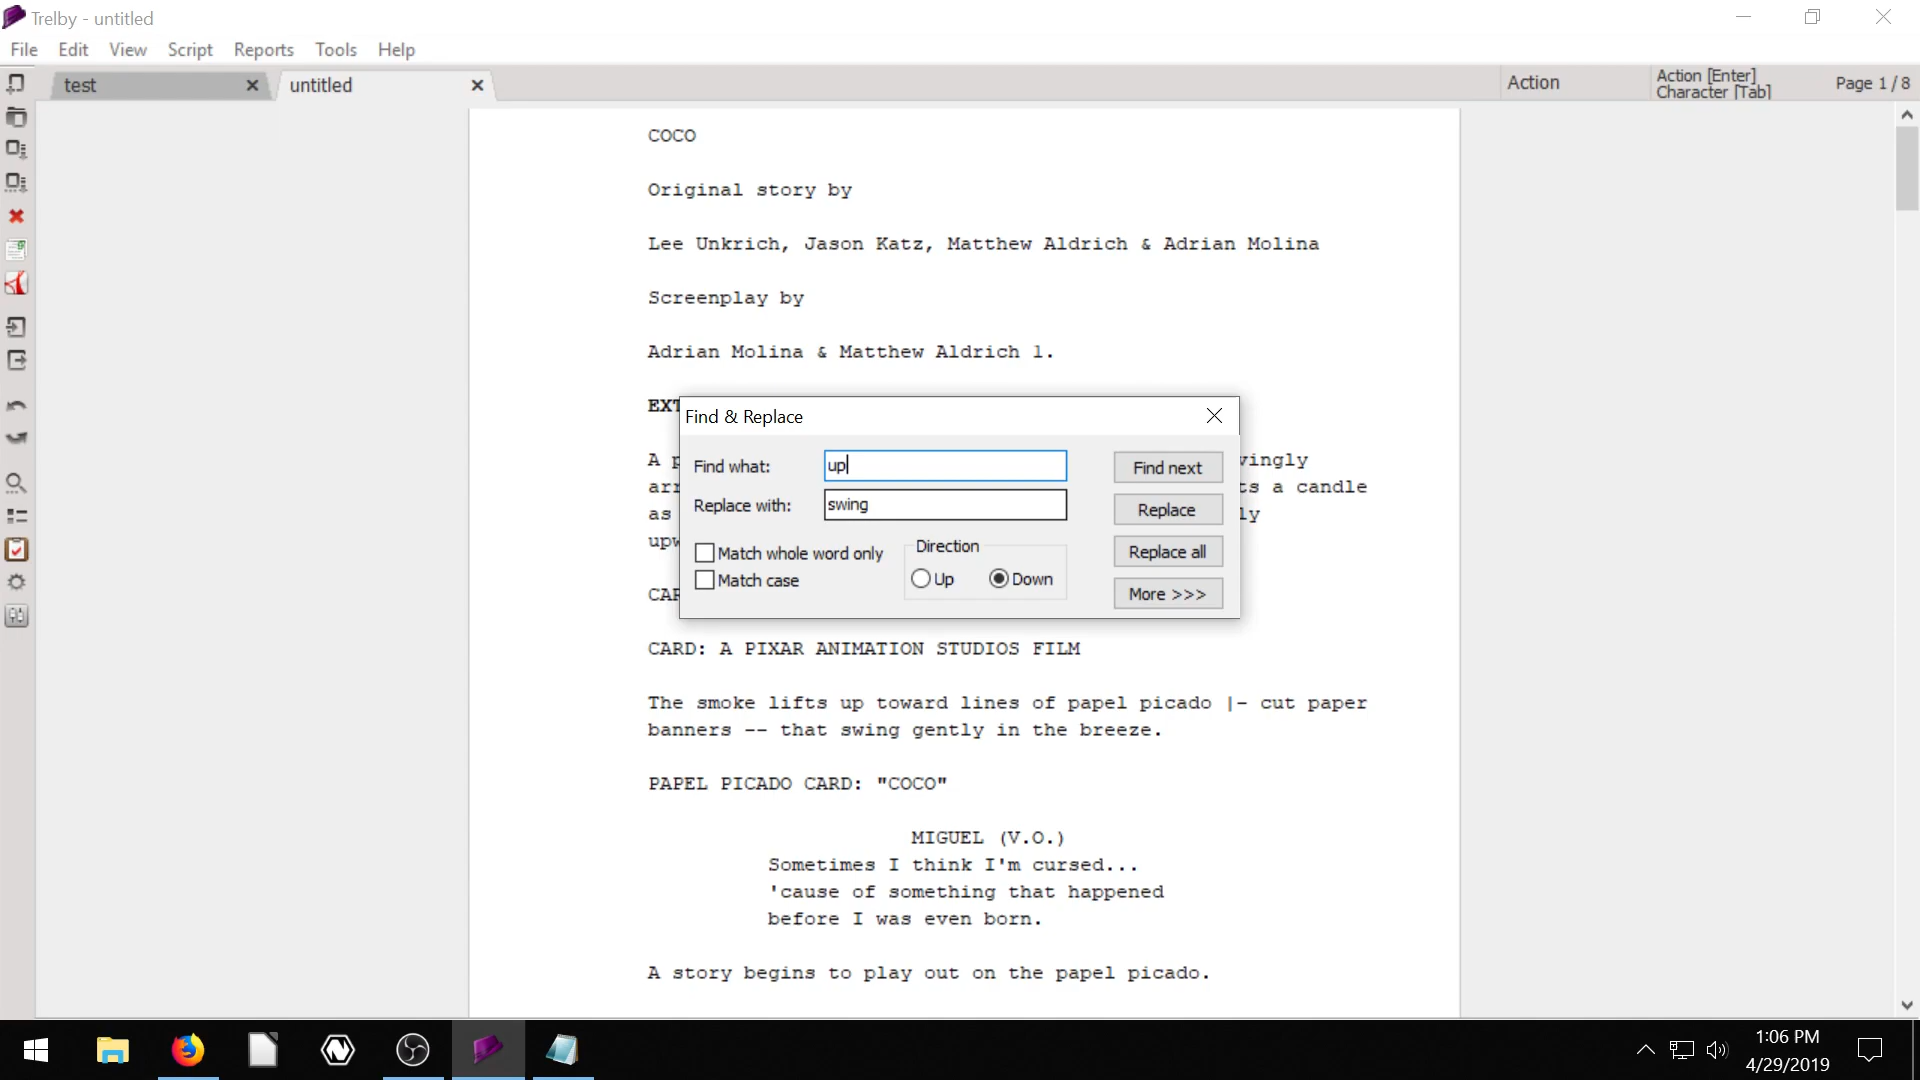 Trelby - untitled
File Edit View Script Reports Tools Help
test
untitled
Action
Action [Enter]
Character [Tab]
Page 1 / 8
COCO
Original story by
Lee Unkrich, Jason Katz, Matthew Aldrich & Adrian Molina
Screenplay by
Adrian Molina & Matthew Aldrich 1.
EXT
Find & Replace
Find what: up
Replace with: swing
Match whole word only
Match case
Direction
Up Down
Find next
Replace
Replace all
More >>>
A p
vingly
arr
ts a candle
as
ly
upw
CAR
CARD: A PIXAR ANIMATION STUDIOS FILM
The smoke lifts up toward lines of papel picado |- cut paper
banners -- that swing gently in the breeze.
PAPEL PICADO CARD: "COCO"
MIGUEL (V.O.)
Sometimes I think I'm cursed...
'cause of something that happened
before I was even born.
A story begins to play out on the papel picado.
1:06 PM
4/29/2019